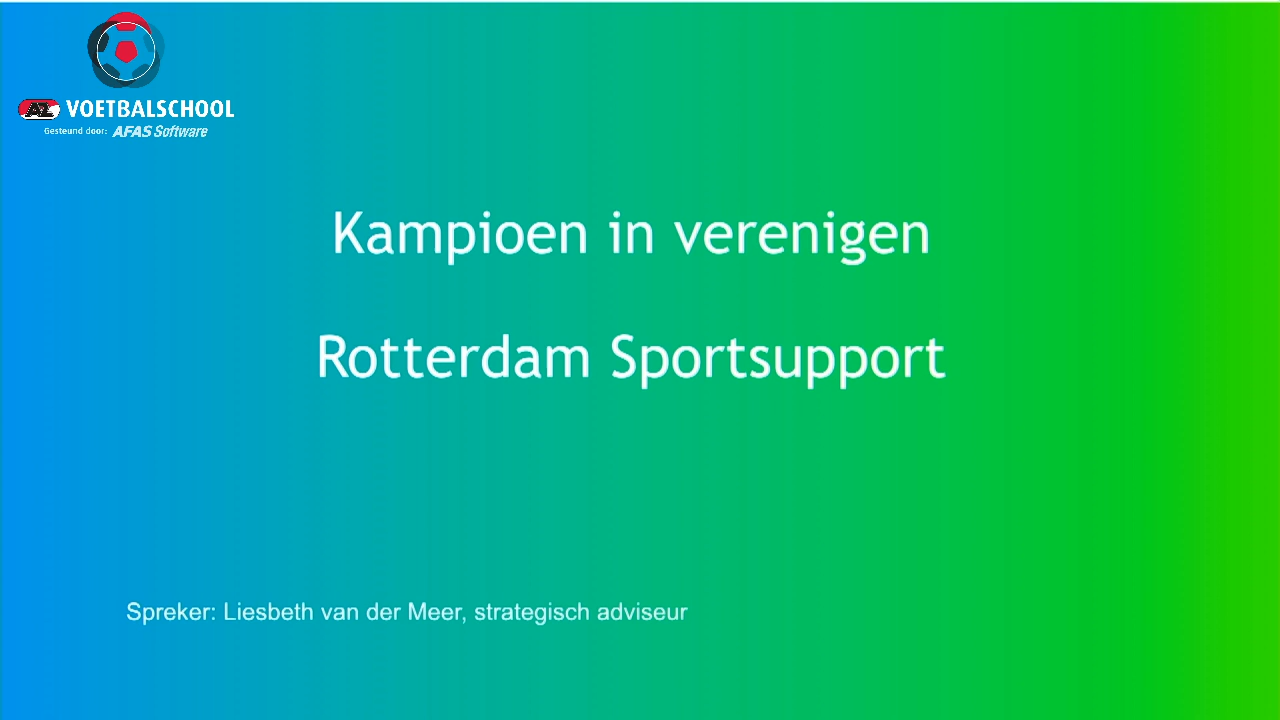 AZ VOETBALSCHOOL
Gesteund door: AFAS Software
Kampioen in verenigen
Rotterdam Sportsupport
Spreker: Liesbeth van der Meer, strategisch adviseur